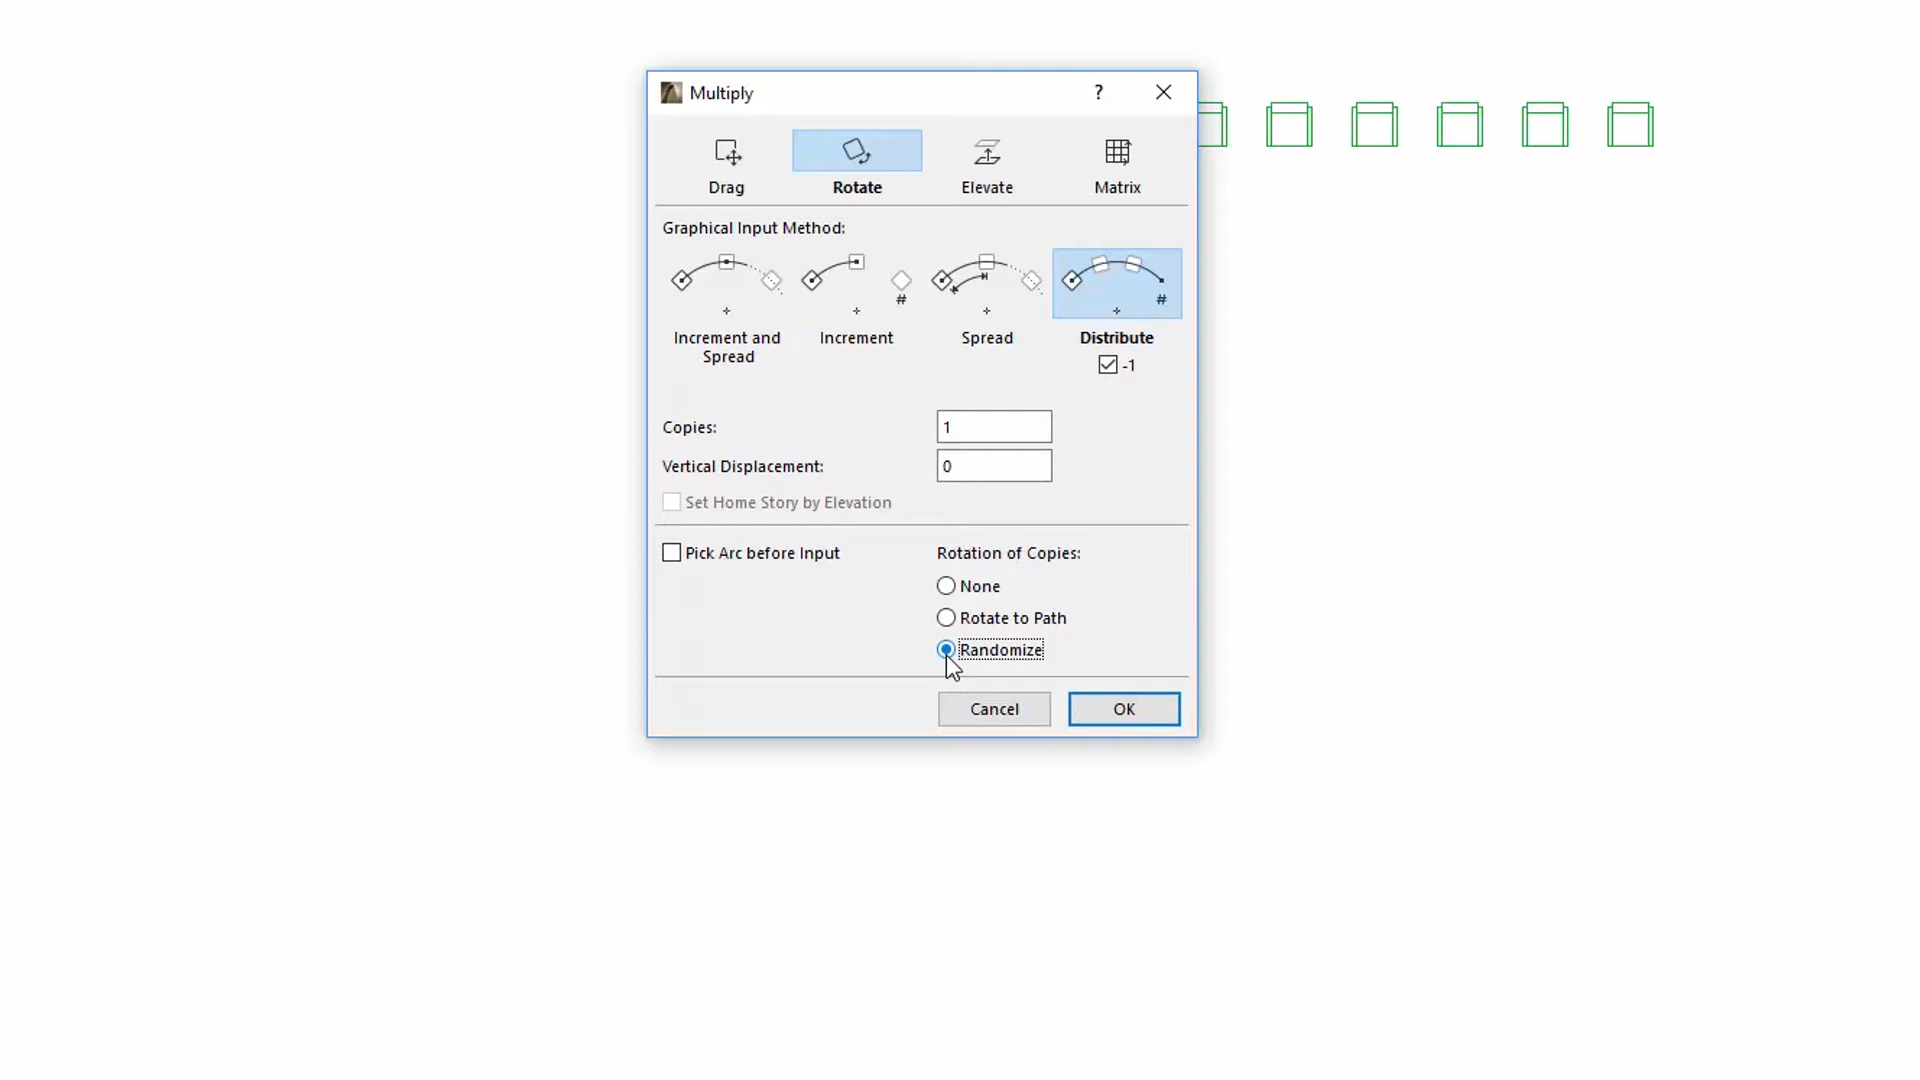 Multiply
?
Drag
Rotate
Elevate
Matrix
Graphical Input Method:
#
#
Increment and
Spread
Increment
Spread
Distribute
-1
Copies:
1
Vertical Displacement:
0
Set Home Story by Elevation
Pick Arc before Input
Rotation of Copies:
None
Rotate to Path
Randomize
Cancel
OK